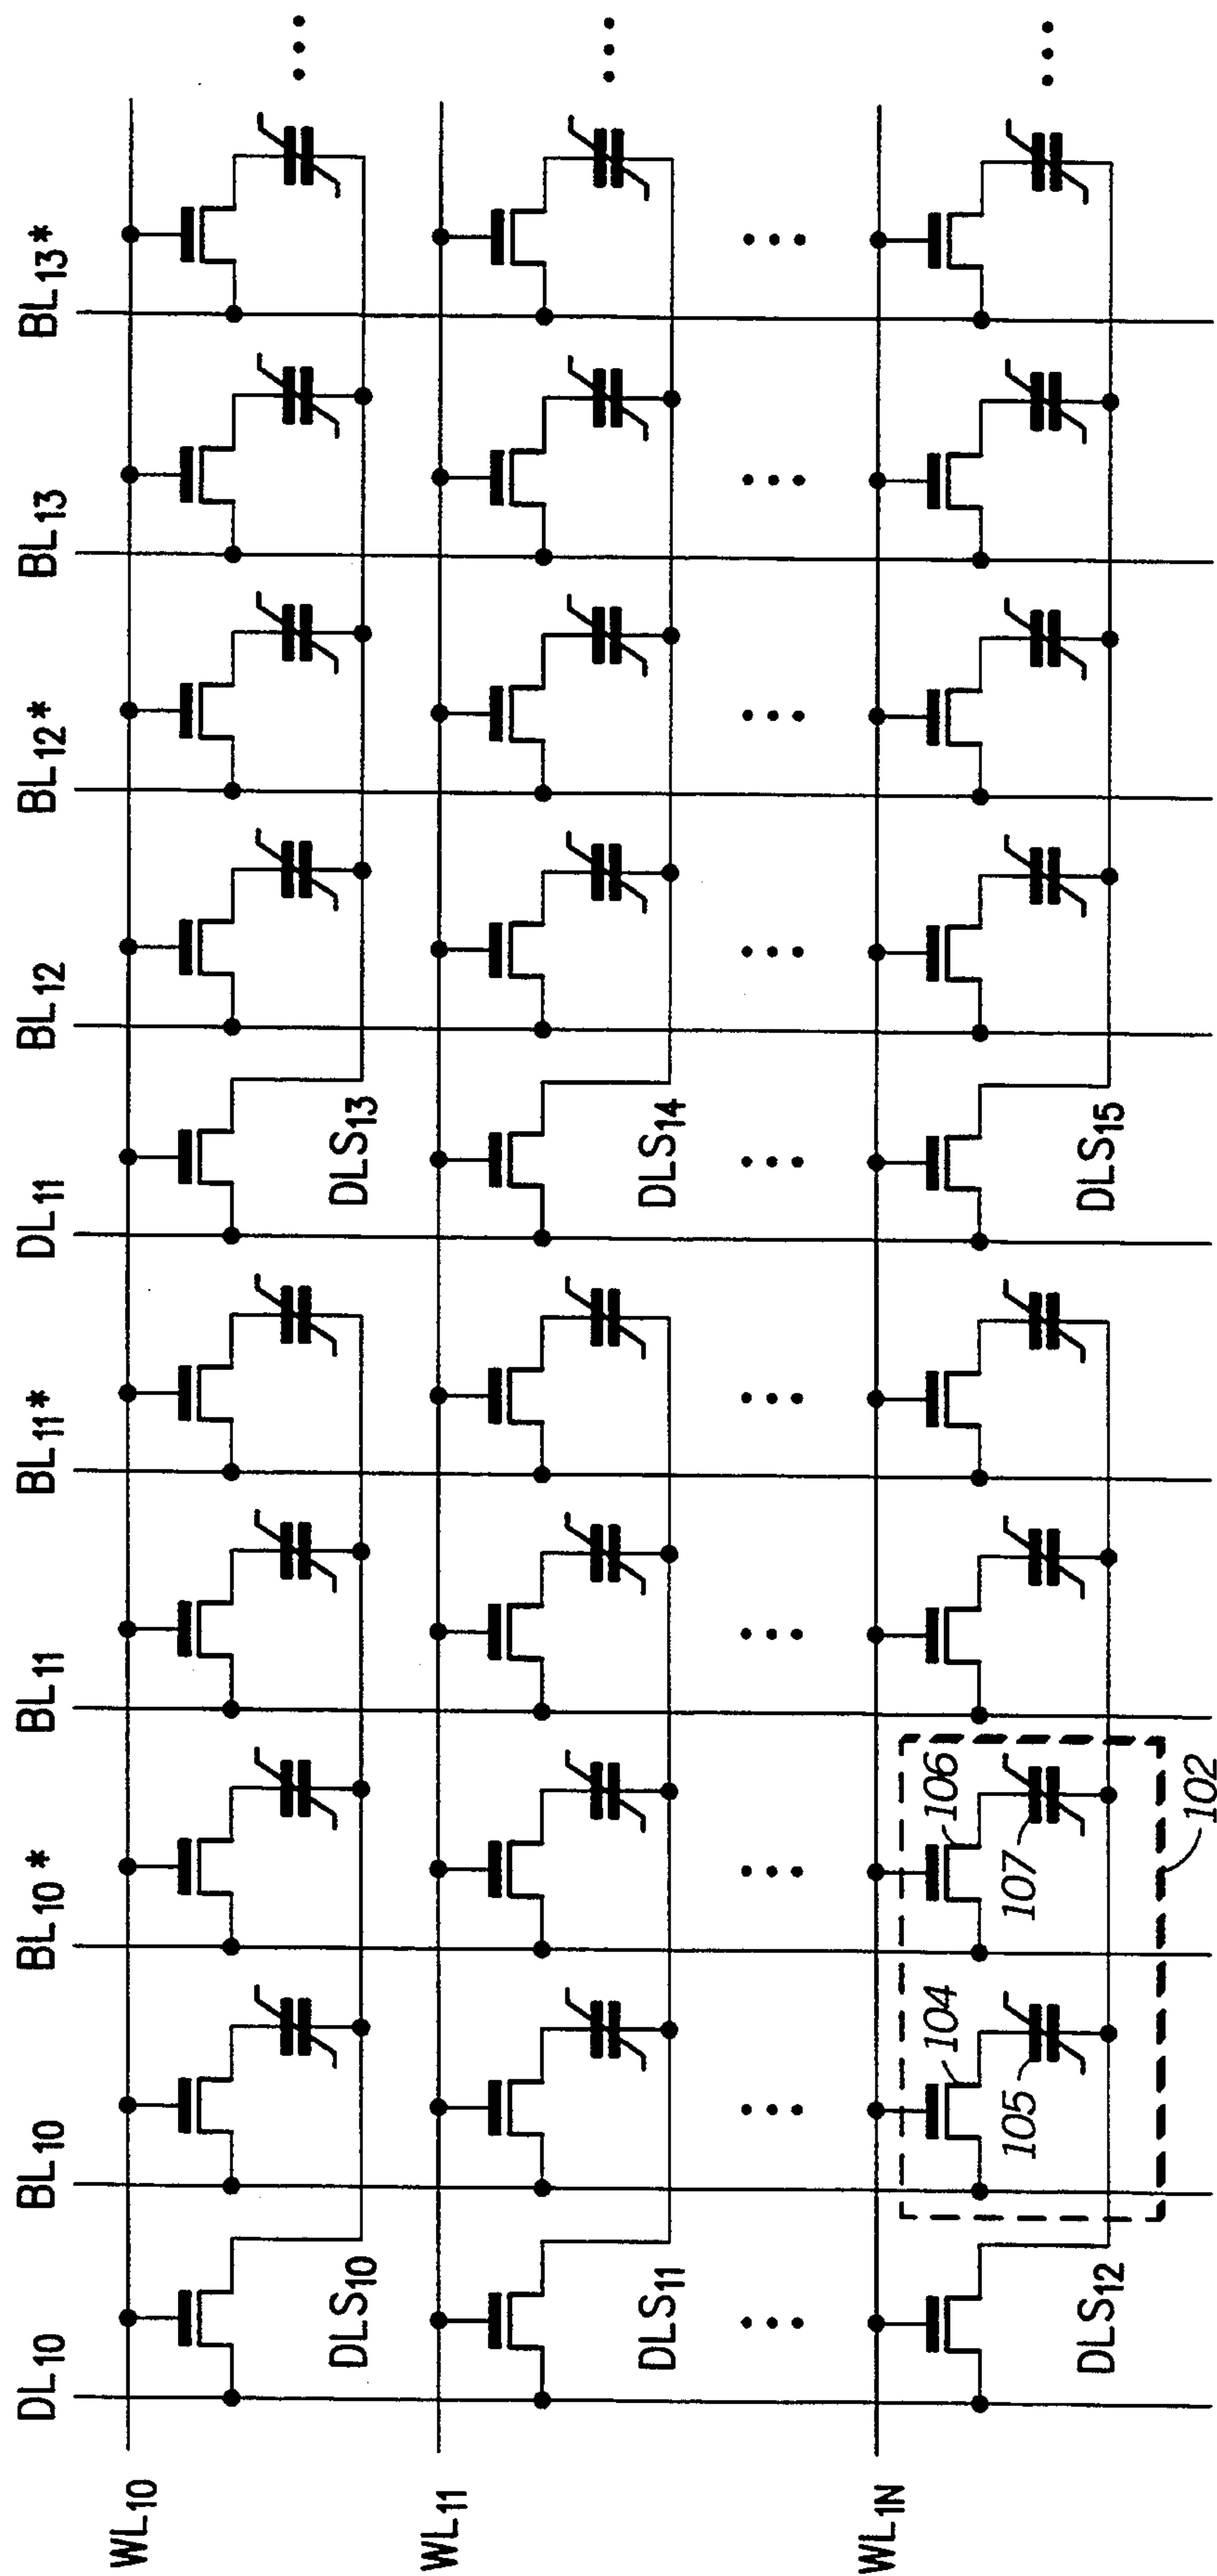 DL10 BL10 BL10* BL11 BL11* DL11 BL12 BL12* BL13 BL13*
WL10
DLS10 DLS13
WL11
DLS11 DLS14
WL1N
104 106
105 107
DLS12 DLS15
102